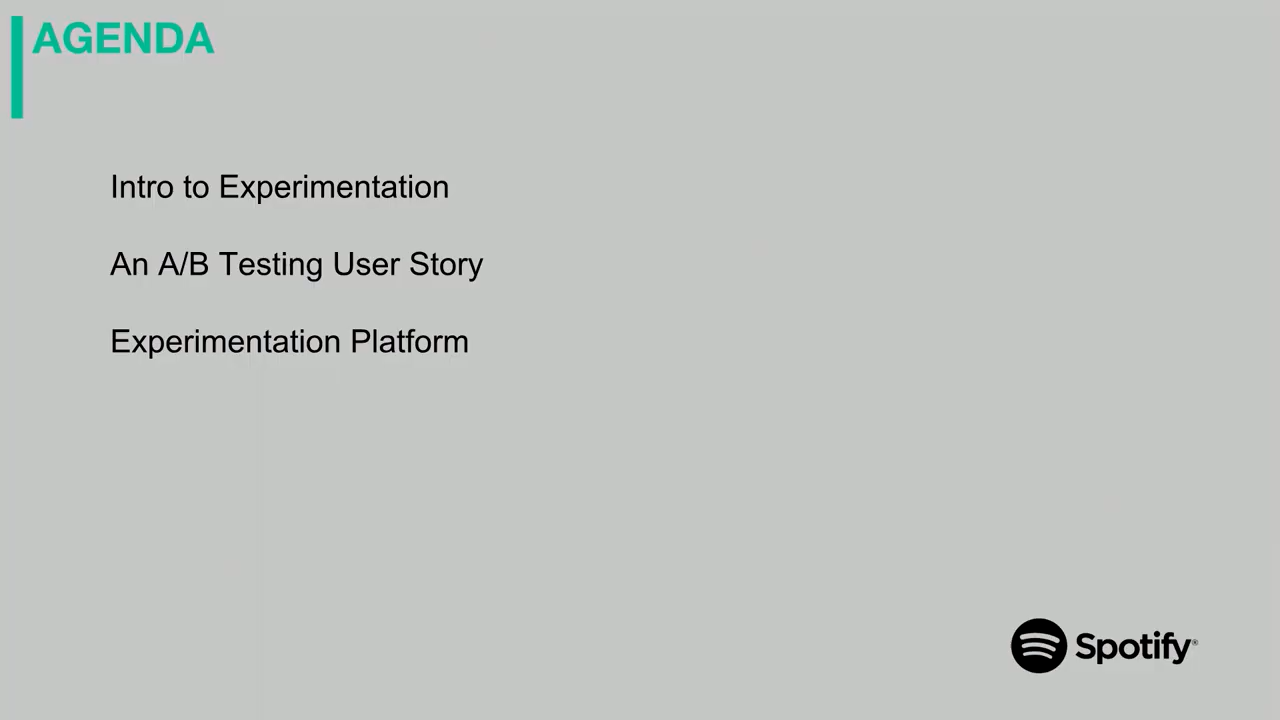 AGENDA
Intro to Experimentation
An A/B Testing User Story
Experimentation Platform
Spotify®